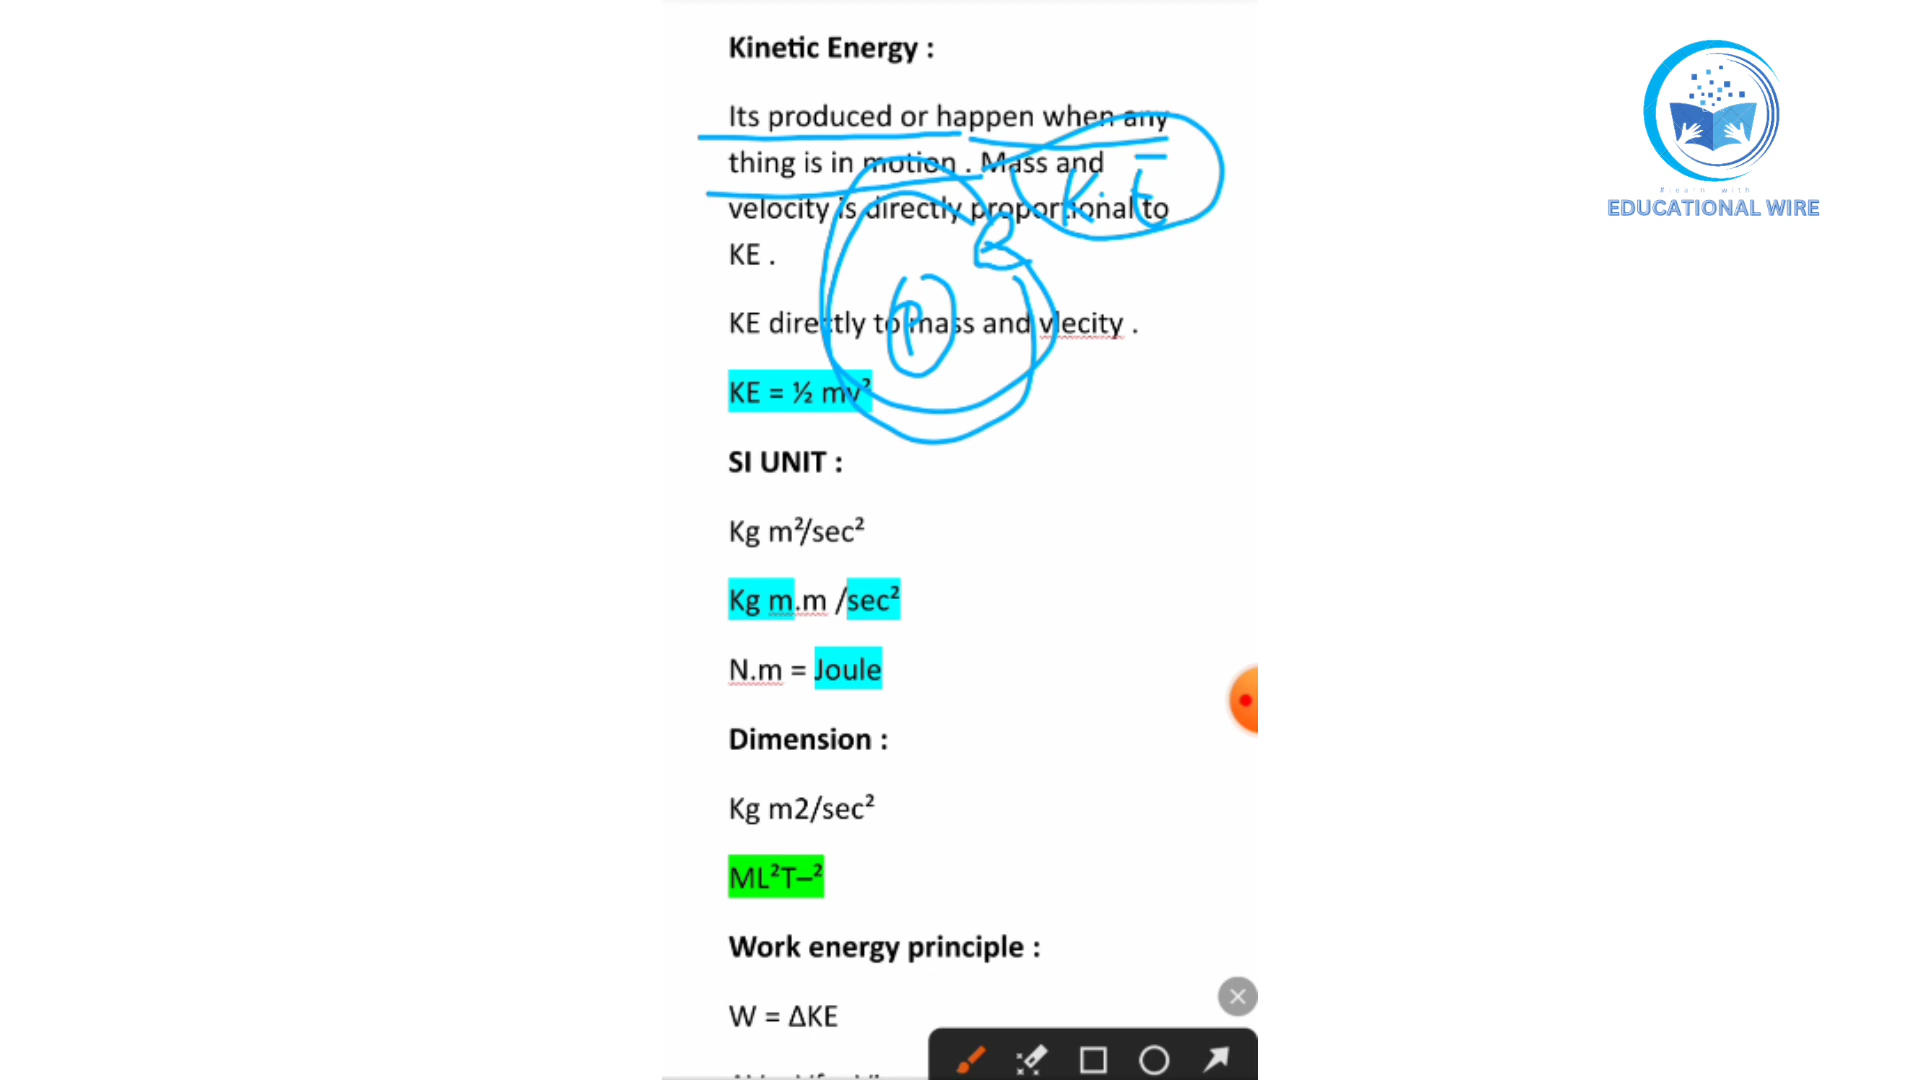 Kinetic Energy :
Its produced or happen when any
thing is in motion . Mass and
velocity is directly proportional to
KE .
KE directly to mass and vlecity .
KE = ½ mv²
SI UNIT :
Kg m²/sec²
Kg m.m /sec²
N.m = Joule
Dimension :
Kg m2/sec²
ML²T–²
Work energy principle :
W = ΔKE
K.E
P
#learn with
EDUCATIONAL WIRE